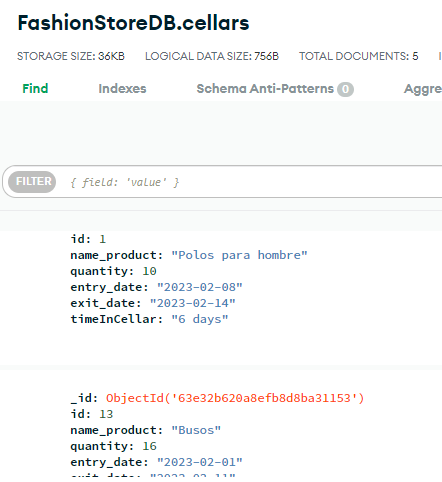 FashionStoreDB.cellars
STORAGE SIZE: 36KB LOGICAL DATA SIZE: 756B TOTAL DOCUMENTS: 5
Find Indexes Schema Anti-Patterns 0 Aggre
FILTER { field: 'value' }
id: 1
name_product: "Polos para hombre"
quantity: 10
entry_date: "2023-02-08"
exit_date: "2023-02-14"
timeInCellar: "6 days"
_id: ObjectId('63e32b620a8efb8d8ba31153')
id: 13
name_product: "Busos"
quantity: 16
entry_date: "2023-02-01"
exit_date: "2023-02-11"